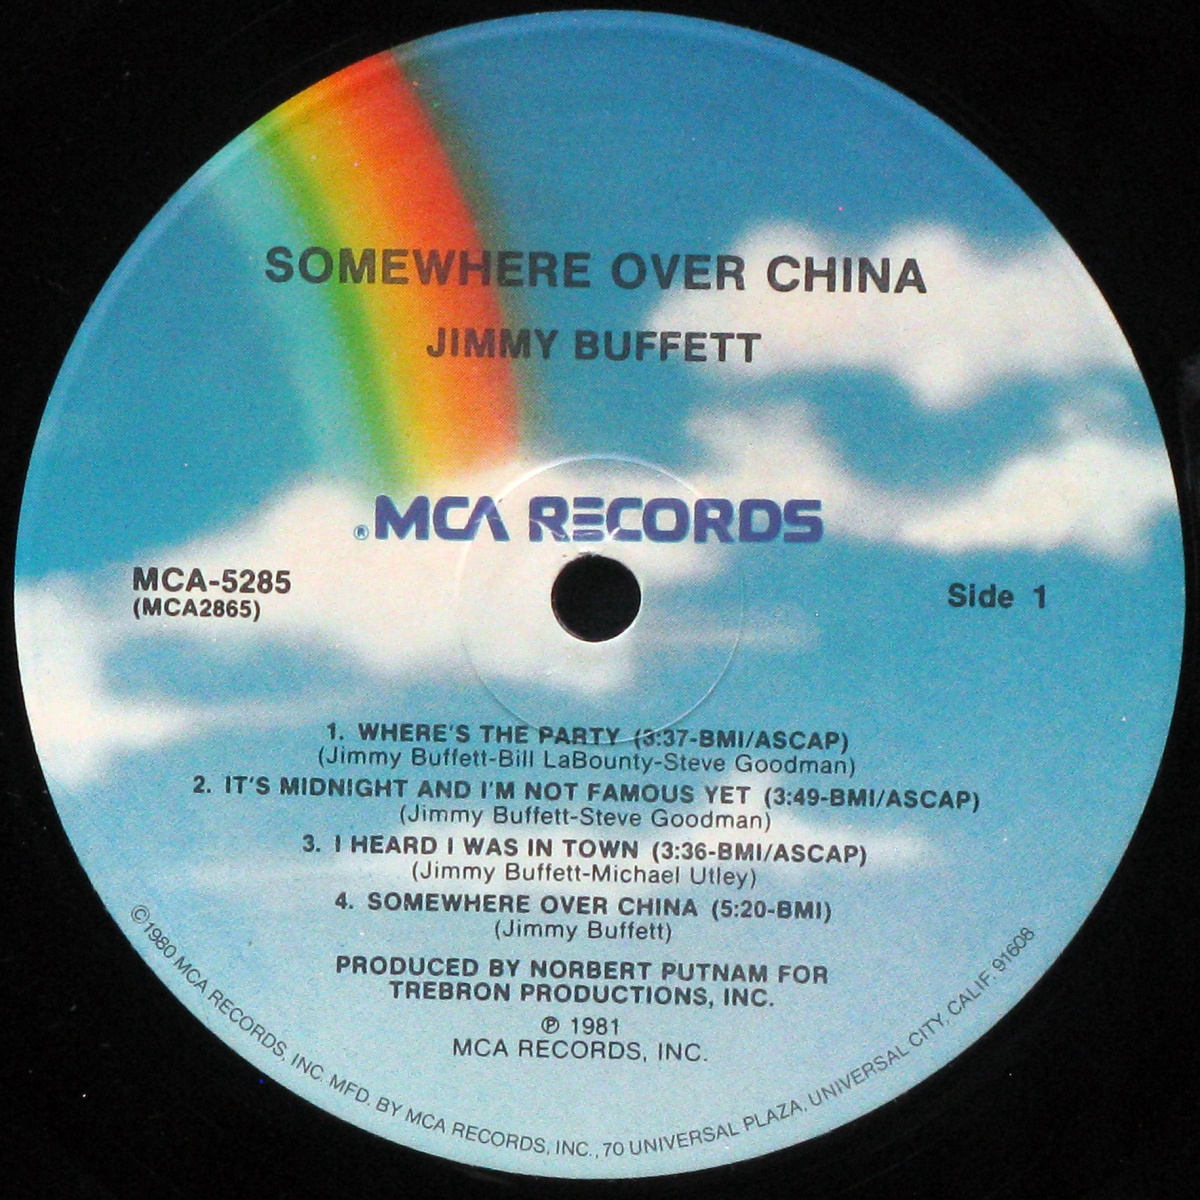 SOMEWHERE OVER CHINA
JIMMY BUFFETT
® MCA RECORDS
MCA-5285
(MCA2865)
Side 1
1. WHERE'S THE PARTY (3:37-BMI/ASCAP)
(Jimmy Buffett-Bill LaBounty-Steve Goodman)
2. IT'S MIDNIGHT AND I'M NOT FAMOUS YET (3:49-BMI/ASCAP)
(Jimmy Buffett-Steve Goodman)
3. I HEARD I WAS IN TOWN (3:36-BMI/ASCAP)
(Jimmy Buffett-Michael Utley)
4. SOMEWHERE OVER CHINA (5:20-BMI)
(Jimmy Buffett)
PRODUCED BY NORBERT PUTNAM FOR
TREBRON PRODUCTIONS, INC.
℗ 1981
MCA RECORDS, INC.
©1980 MCA RECORDS, INC. MFD. BY MCA RECORDS, INC., 70 UNIVERSAL PLAZA, UNIVERSAL CITY, CALIF. 91608